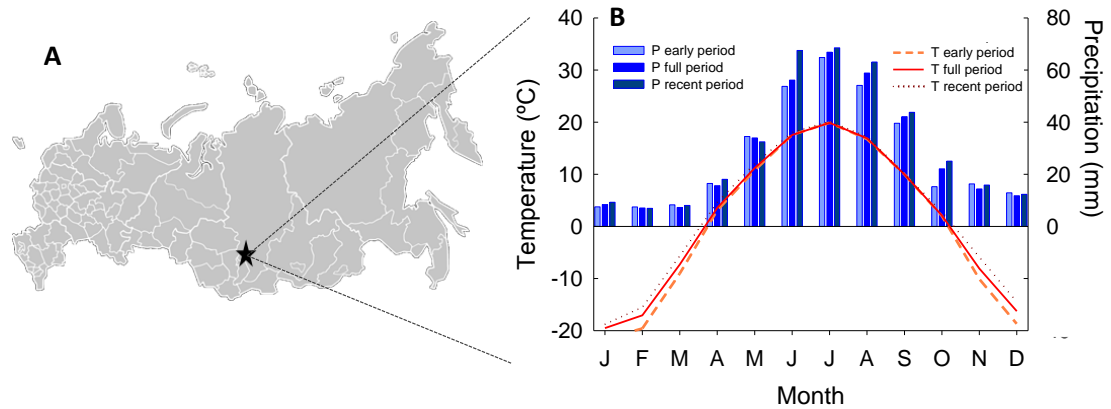 A
B
Temperature (ºC)
40
30
20
10
0
-10
-20
P early period
P full period
P recent period
T early period
T full period
T recent period
80
60
40
20
0
Precipitation (mm)
J F M A M J J A S O N D
Month